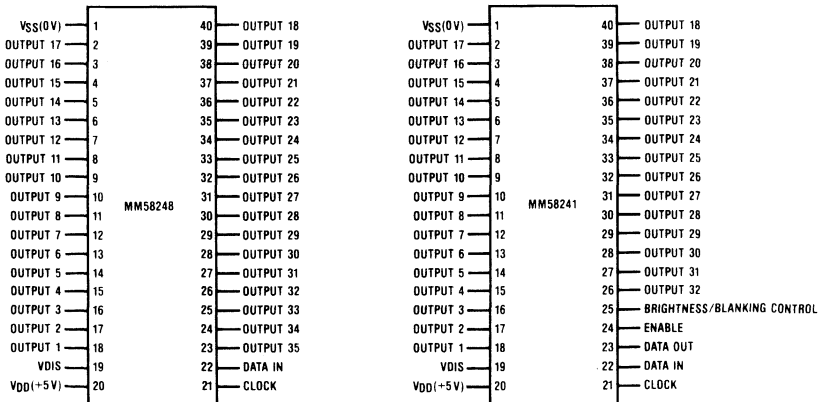 VSS(0V) 1 40 OUTPUT 18
OUTPUT 17 2 39 OUTPUT 19
OUTPUT 16 3 38 OUTPUT 20
OUTPUT 15 4 37 OUTPUT 21
OUTPUT 14 5 36 OUTPUT 22
OUTPUT 13 6 35 OUTPUT 23
OUTPUT 12 7 34 OUTPUT 24
OUTPUT 11 8 33 OUTPUT 25
OUTPUT 10 9 32 OUTPUT 26
OUTPUT 9 10 31 OUTPUT 27
MM58248
OUTPUT 8 11 30 OUTPUT 28
OUTPUT 7 12 29 OUTPUT 29
OUTPUT 6 13 28 OUTPUT 30
OUTPUT 5 14 27 OUTPUT 31
OUTPUT 4 15 26 OUTPUT 32
OUTPUT 3 16 25 OUTPUT 33
OUTPUT 2 17 24 OUTPUT 34
OUTPUT 1 18 23 OUTPUT 35
VDIS 19 22 DATA IN
VDD(+5V) 20 21 CLOCK
VSS(0V) 1 40 OUTPUT 18
OUTPUT 17 2 39 OUTPUT 19
OUTPUT 16 3 38 OUTPUT 20
OUTPUT 15 4 37 OUTPUT 21
OUTPUT 14 5 36 OUTPUT 22
OUTPUT 13 6 35 OUTPUT 23
OUTPUT 12 7 34 OUTPUT 24
OUTPUT 11 8 33 OUTPUT 25
OUTPUT 10 9 32 OUTPUT 26
OUTPUT 9 10 31 OUTPUT 27
MM58241
OUTPUT 8 11 30 OUTPUT 28
OUTPUT 7 12 29 OUTPUT 29
OUTPUT 6 13 28 OUTPUT 30
OUTPUT 5 14 27 OUTPUT 31
OUTPUT 4 15 26 OUTPUT 32
OUTPUT 3 16 25 BRIGHTNESS/BLANKING CONTROL
OUTPUT 2 17 24 ENABLE
OUTPUT 1 18 23 DATA OUT
VDIS 19 22 DATA IN
VDD(+5V) 20 21 CLOCK